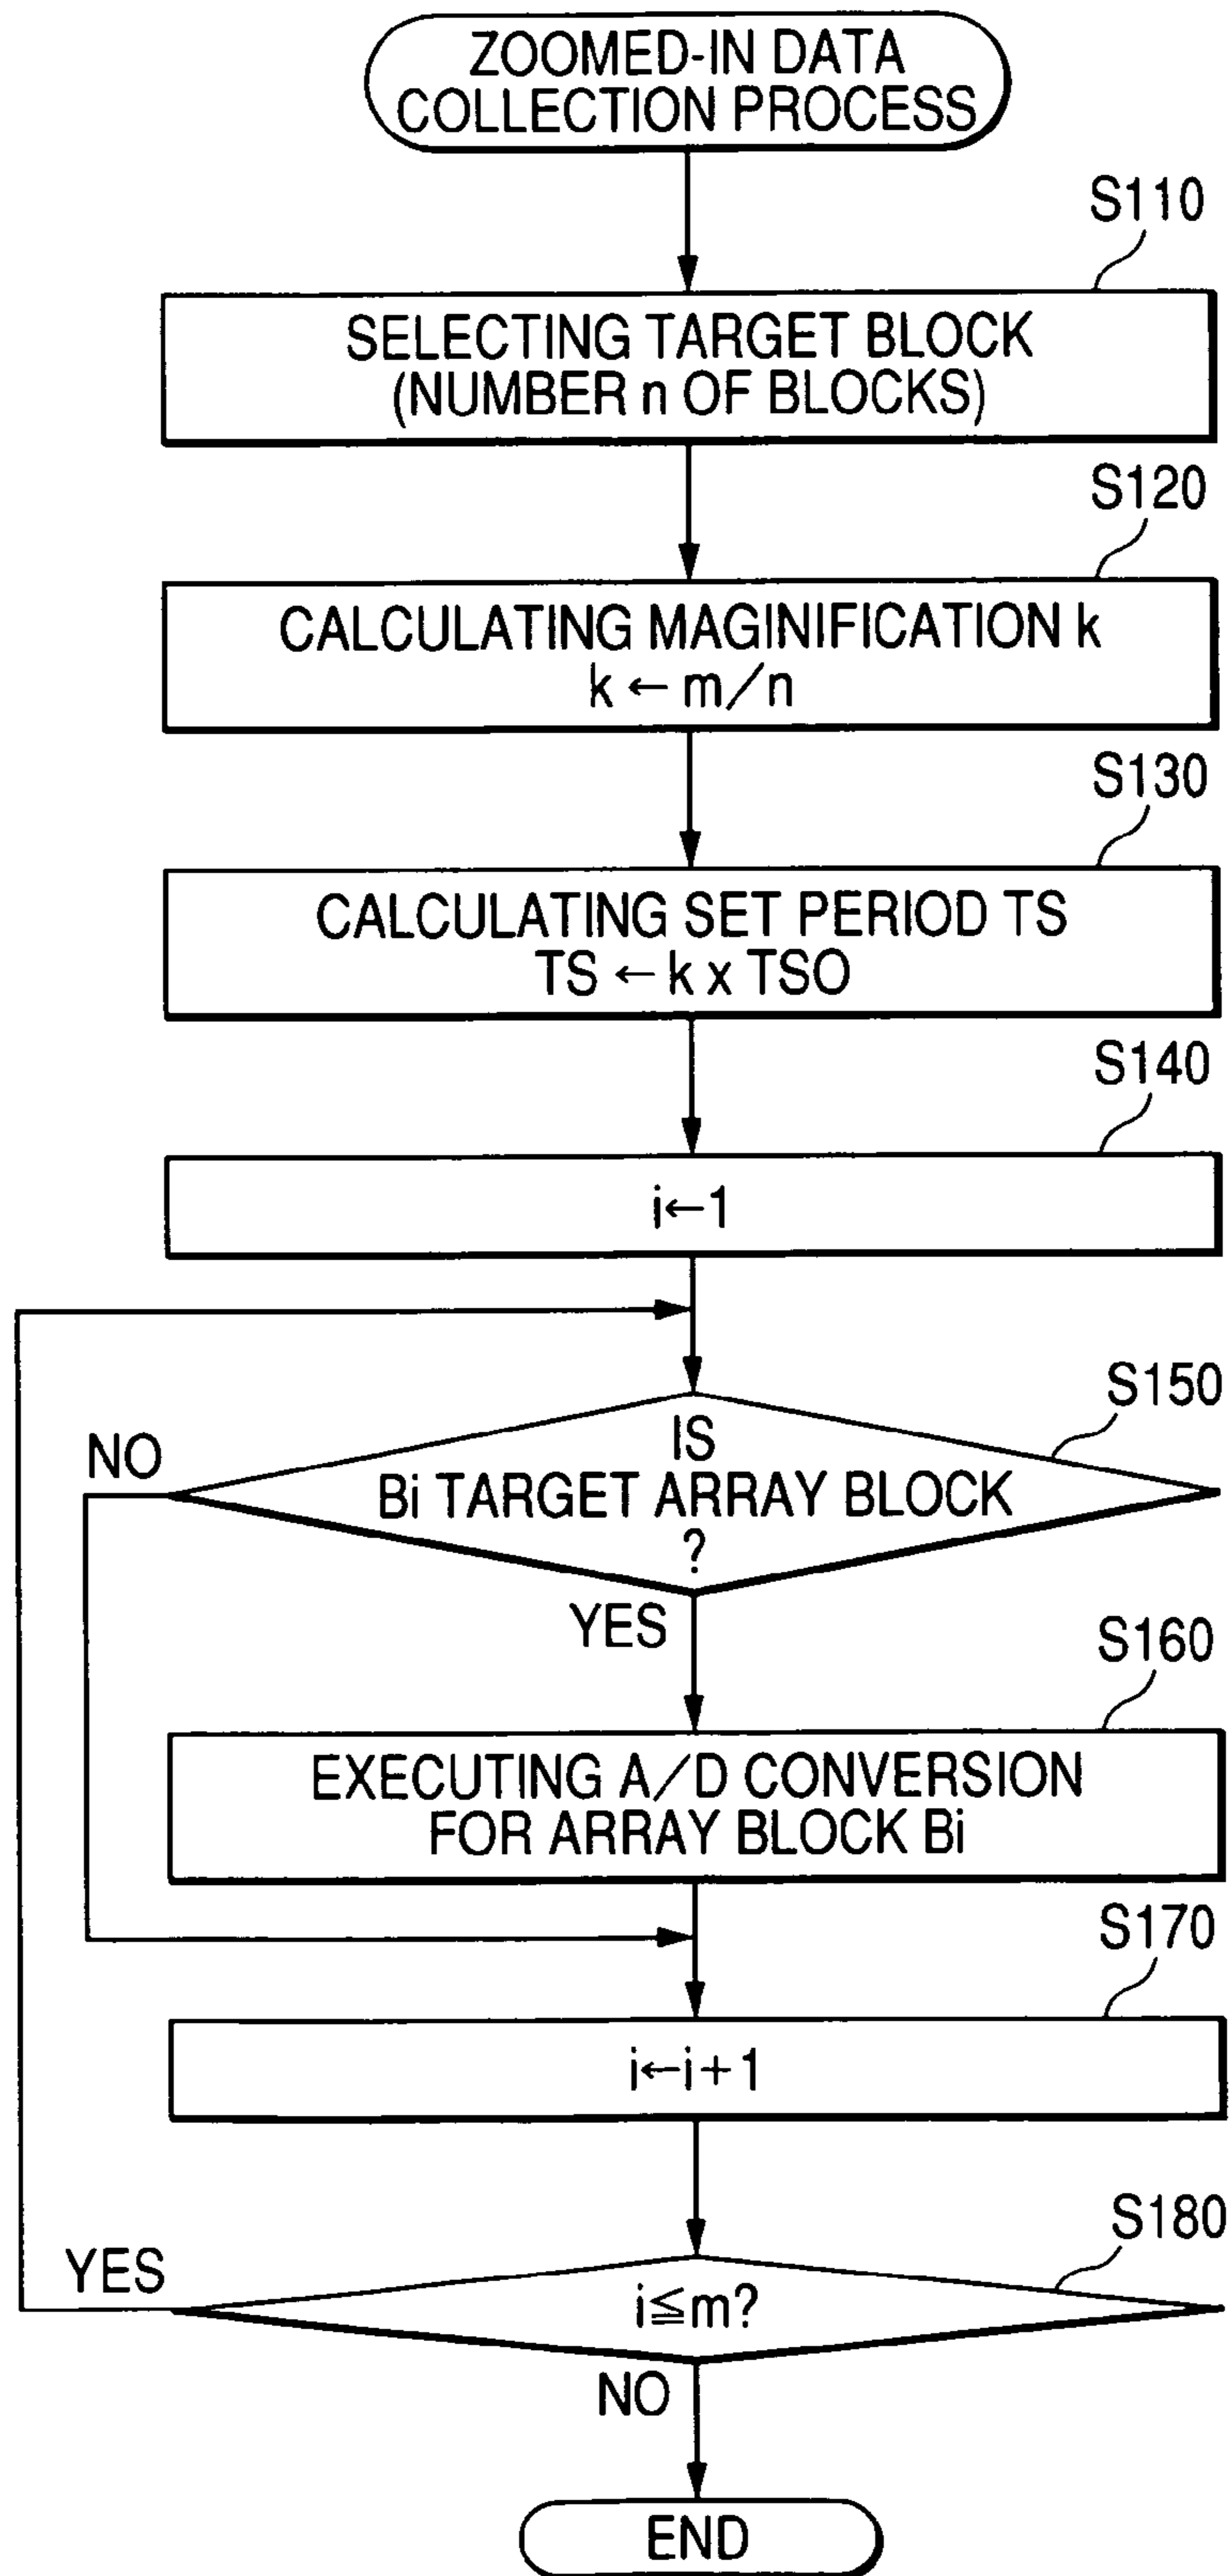 ZOOMED-IN DATA
COLLECTION PROCESS
S110
SELECTING TARGET BLOCK
(NUMBER n OF BLOCKS)
S120
CALCULATING MAGINIFICATION k
k ← m/n
S130
CALCULATING SET PERIOD TS
TS ← k x TSO
S140
i←1
S150
NO
IS
Bi TARGET ARRAY BLOCK
?
YES
S160
EXECUTING A/D CONVERSION
FOR ARRAY BLOCK Bi
S170
i←i+1
S180
YES
i≦m?
NO
END